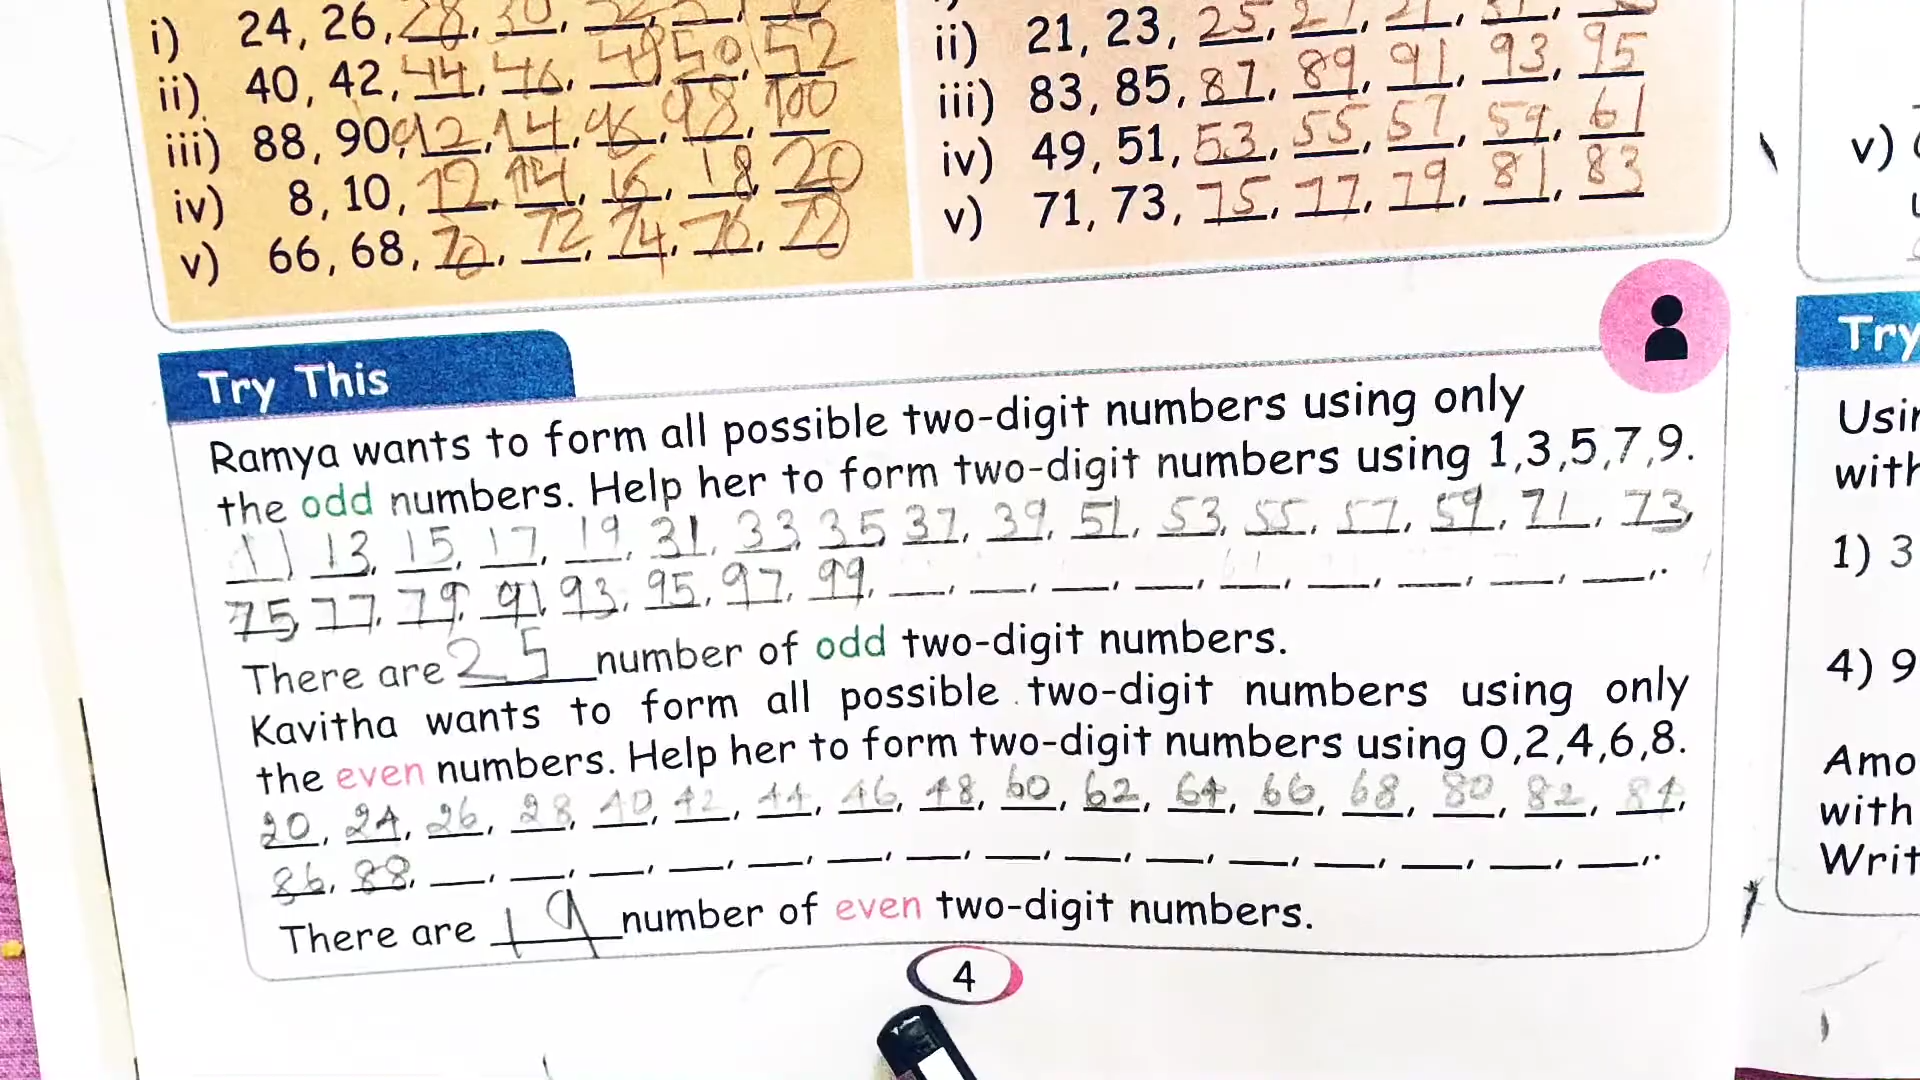 i) 24, 26, 28, 30,
ii) 40, 42, 44, 46, 48, 50, 52
iii) 88, 90, 92, 94, 96, 98, 100
iv) 8, 10, 12, 14, 16, 18, 20
v) 66, 68, 70, 72, 74, 76, 78
ii) 21, 23, 25, 27,
iii) 83, 85, 87, 89, 91, 93, 95
iv) 49, 51, 53, 55, 57, 59, 61
v) 71, 73, 75, 77, 79, 81, 83
Try This
Ramya wants to form all possible two-digit numbers using only
the odd numbers. Help her to form two-digit numbers using 1,3,5,7,9.
11, 13, 15, 17, 19, 31, 33, 35, 37, 39, 51, 53, 55, 57, 59, 71, 73,
75, 77, 79, 91, 93, 95, 97, 99,
There are 25 number of odd two-digit numbers.
Kavitha wants to form all possible two-digit numbers using only
the even numbers. Help her to form two-digit numbers using 0,2,4,6,8.
20, 24, 26, 28, 40, 42, 44, 46, 48, 60, 62, 64, 66, 68, 80, 82, 84,
86, 88,
There are 19 number of even two-digit numbers.
4
v)
Try
with
1) 3
4) 9
with